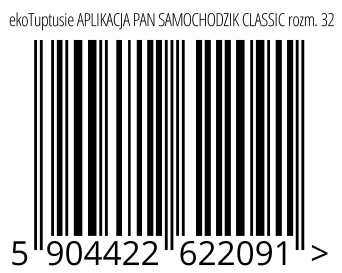 ekoTuptusie APLIKACJA PAN SAMOCHODZIK CLASSIC rozm. 32
5 904422 622091 >